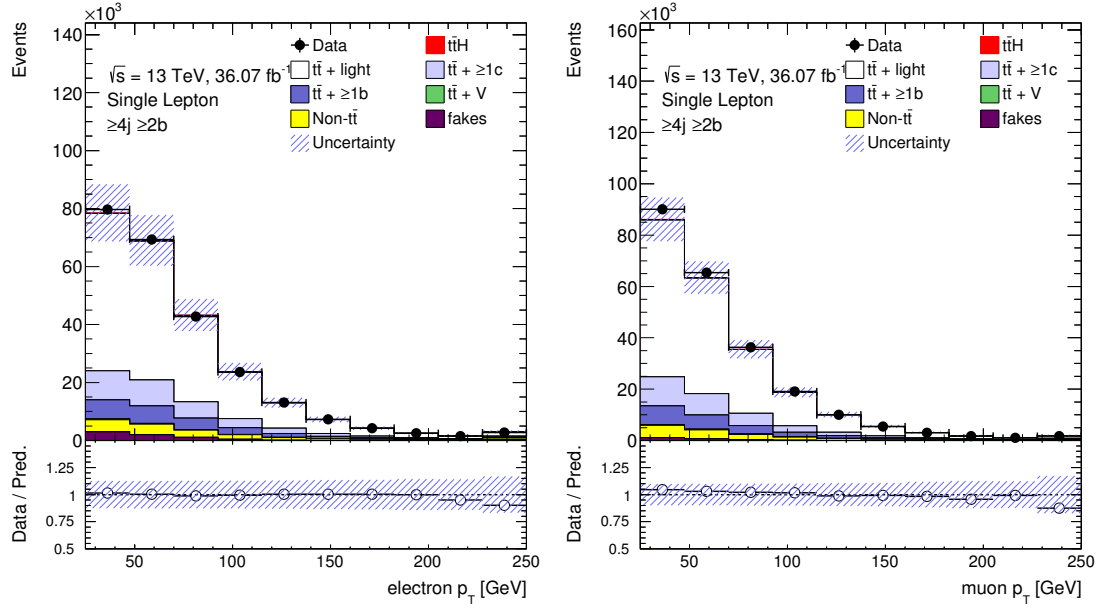 ×10³
Events
140
120
100
80
60
40
20
0
√s = 13 TeV, 36.07 fb⁻¹
Single Lepton
≥4j ≥2b
Data
tt̄H
tt̄ + light
tt̄ + ≥1c
tt̄ + ≥1b
tt̄ + V
Non-tt̄
fakes
Uncertainty
Data / Pred.
1.25
1
0.75
0.5
50 100 150 200 250
electron p_T [GeV]
×10³
Events
160
140
120
100
80
60
40
20
0
√s = 13 TeV, 36.07 fb⁻¹
Single Lepton
≥4j ≥2b
Data
tt̄H
tt̄ + light
tt̄ + ≥1c
tt̄ + ≥1b
tt̄ + V
Non-tt̄
fakes
Uncertainty
Data / Pred.
1.25
1
0.75
0.5
50 100 150 200 250
muon p_T [GeV]